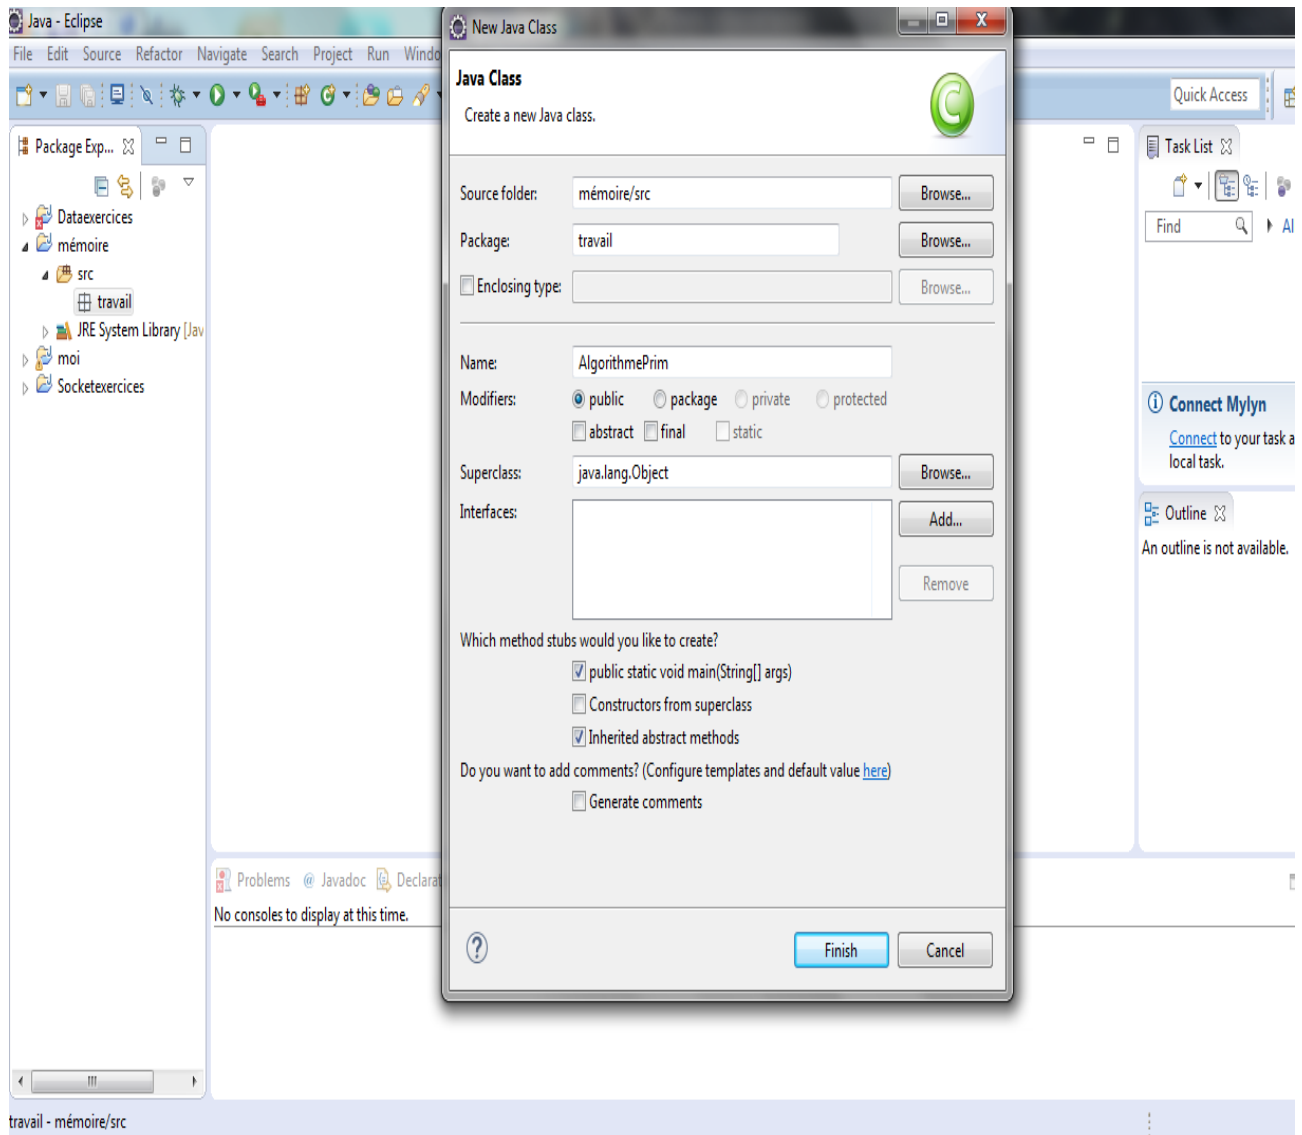 Java - Eclipse
File Edit Source Refactor Navigate Search Project Run Windo
Quick Access
Package Exp...
Dataexercices
mémoire
src
travail
JRE System Library [Jav
moi
Socketexercices
New Java Class
Java Class
Create a new Java class.
Source folder: mémoire/src Browse...
Package: travail Browse...
Enclosing type: Browse...
Name: AlgorithmePrim
Modifiers: public package private protected
abstract final static
Superclass: java.lang.Object Browse...
Interfaces: Add...
Remove
Which method stubs would you like to create?
public static void main(String[] args)
Constructors from superclass
Inherited abstract methods
Do you want to add comments? (Configure templates and default value here)
Generate comments
Finish Cancel
Task List
Find Al
Connect Mylyn
Connect to your task a
local task.
Outline
An outline is not available.
Problems @ Javadoc Declarat
No consoles to display at this time.
travail - mémoire/src